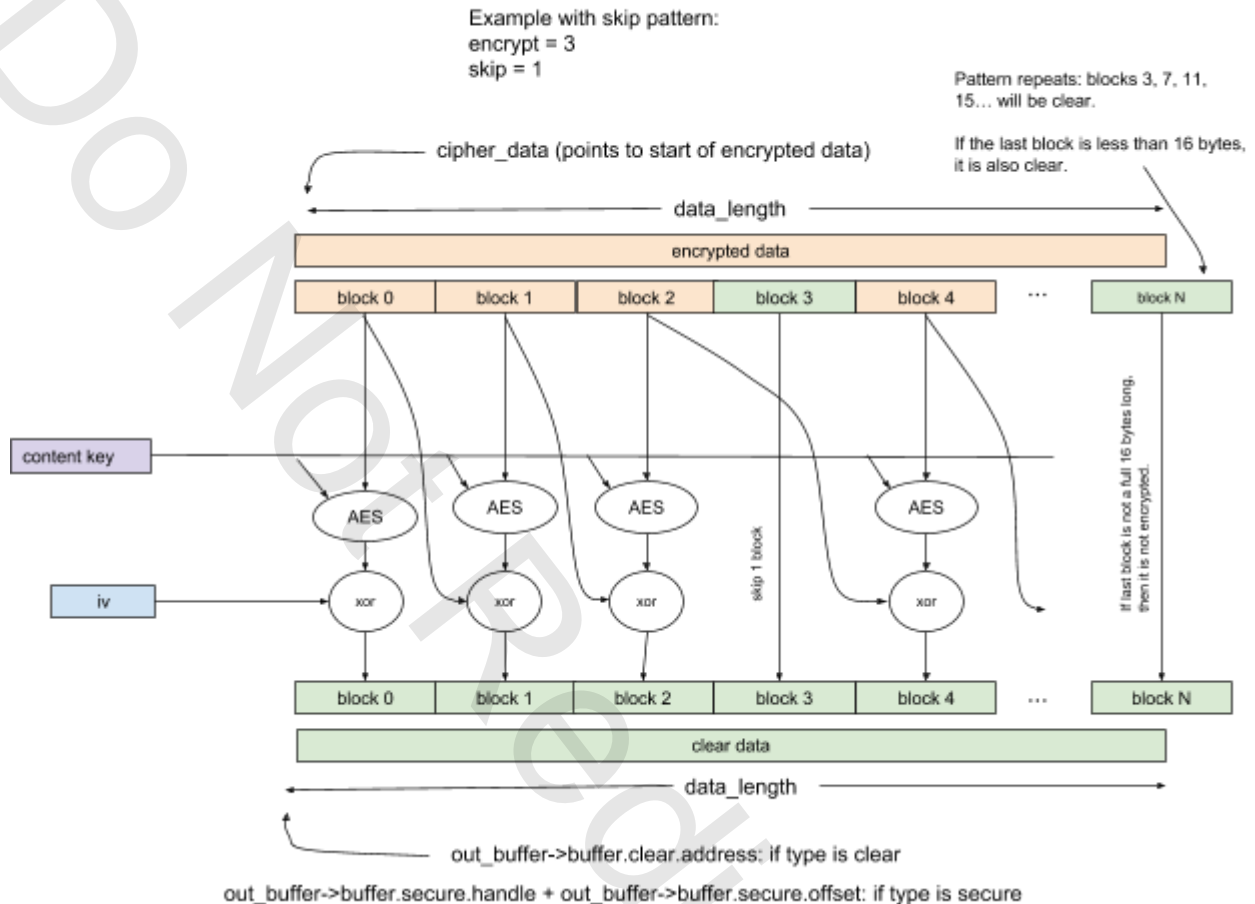 Example with skip pattern:
encrypt = 3
skip = 1
Pattern repeats: blocks 3, 7, 11,
15... will be clear.
If the last block is less than 16 bytes,
it is also clear.
cipher_data (points to start of encrypted data)
data_length
encrypted data
block 0 block 1 block 2 block 3 block 4 ... block N
content key
AES AES AES AES
skip 1 block
If last block is not a full 16 bytes long,
then it is not encrypted.
iv
xor xor xor xor
block 0 block 1 block 2 block 3 block 4 ... block N
clear data
data_length
out_buffer->buffer.clear.address: if type is clear
out_buffer->buffer.secure.handle + out_buffer->buffer.secure.offset: if type is secure
Do Not Redi